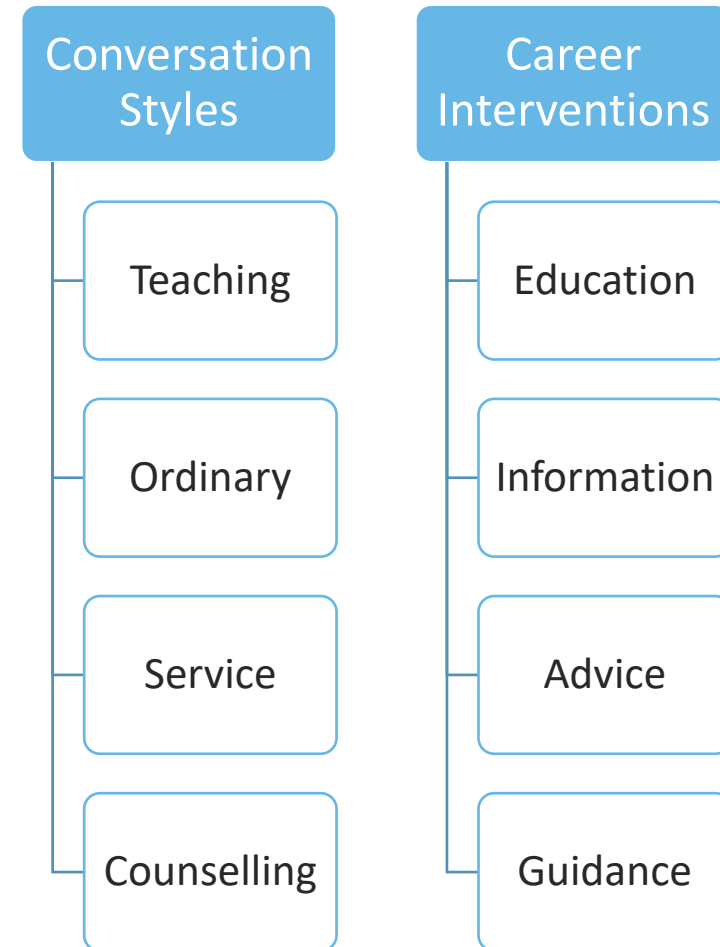 Conversation
Styles
Teaching
Ordinary
Service
Counselling
Career
Interventions
Education
Information
Advice
Guidance